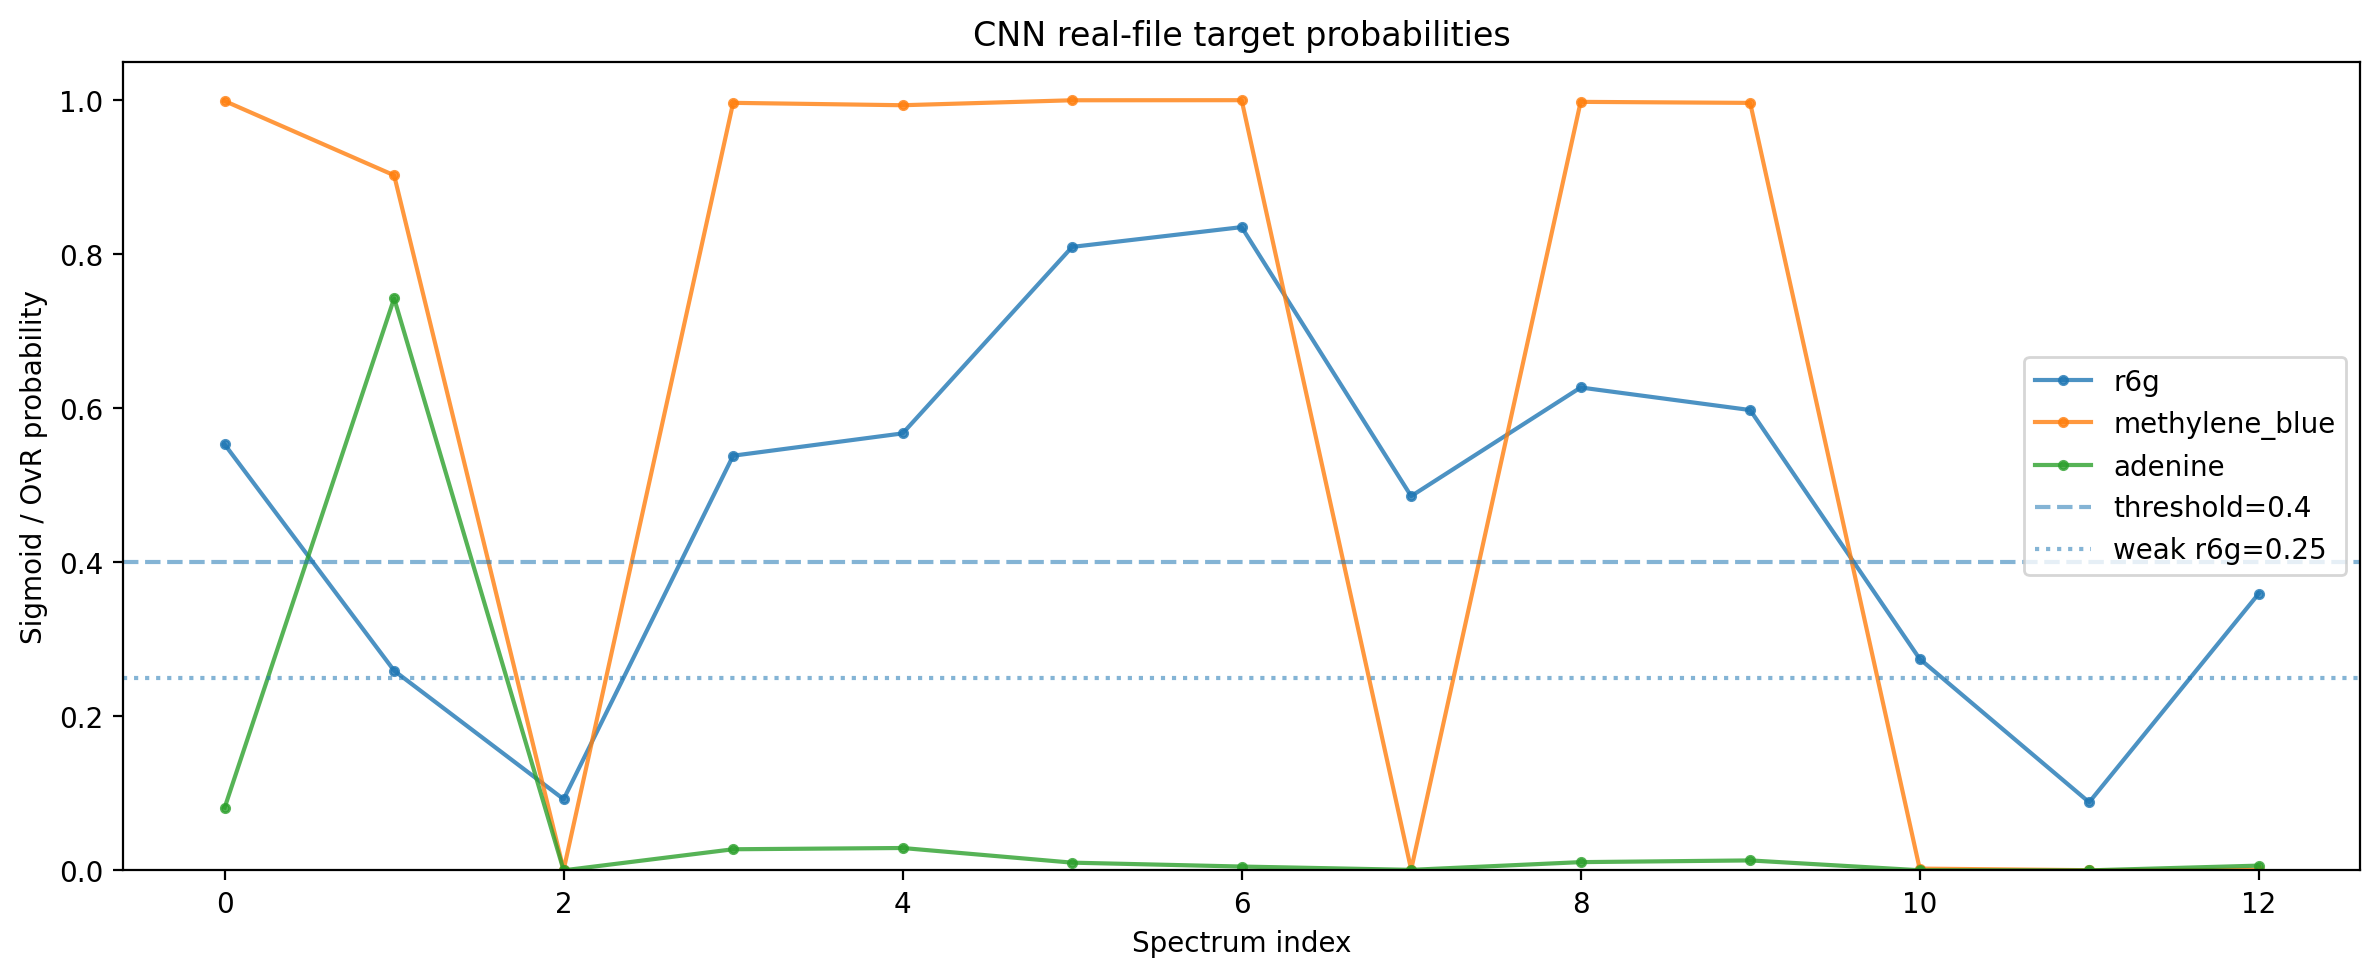 CNN real-file target probabilities
Sigmoid / OvR probability
1.0
0.8
0.6
0.4
0.2
0.0
r6g
methylene_blue
adenine
threshold=0.4
weak r6g=0.25
0 2 4 6 8 10 12
Spectrum index